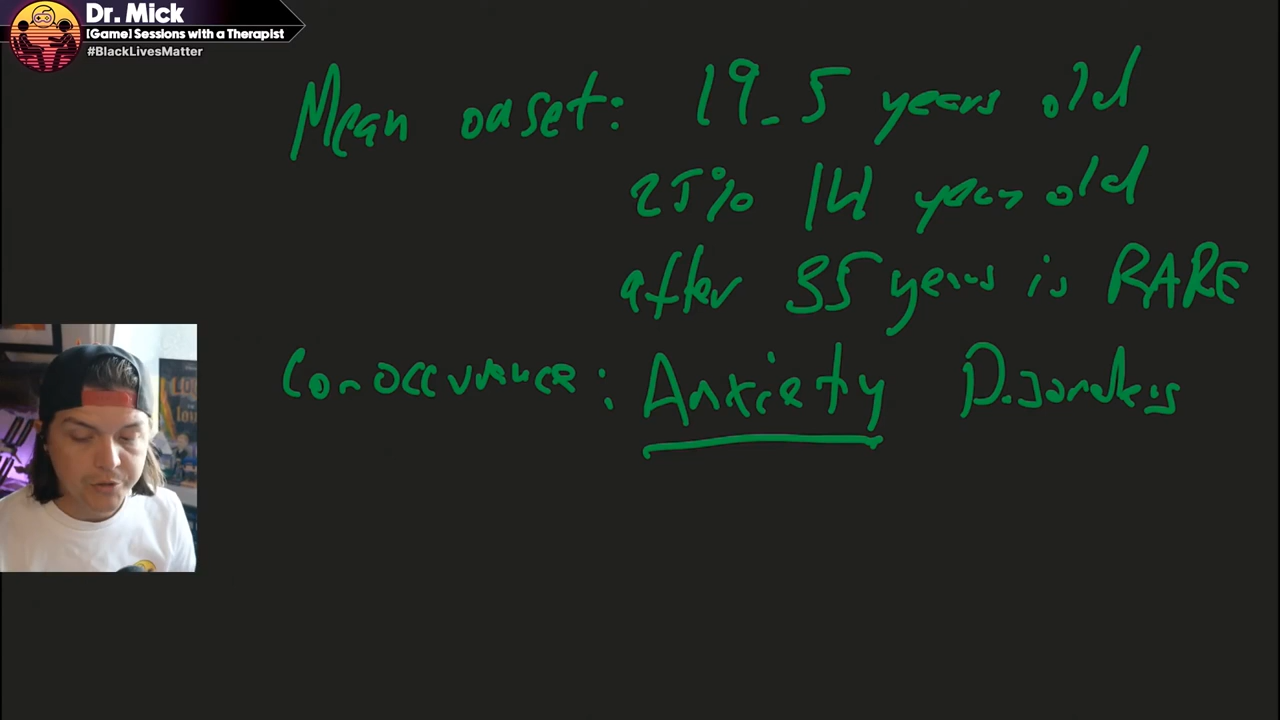 Dr. Mick
[Game] Sessions with a Therapist
#BlackLivesMatter
Mean onset: 19.5 years old
25% 14 years old
after 35 years is RARE
Co-occurrence: Anxiety Disorders